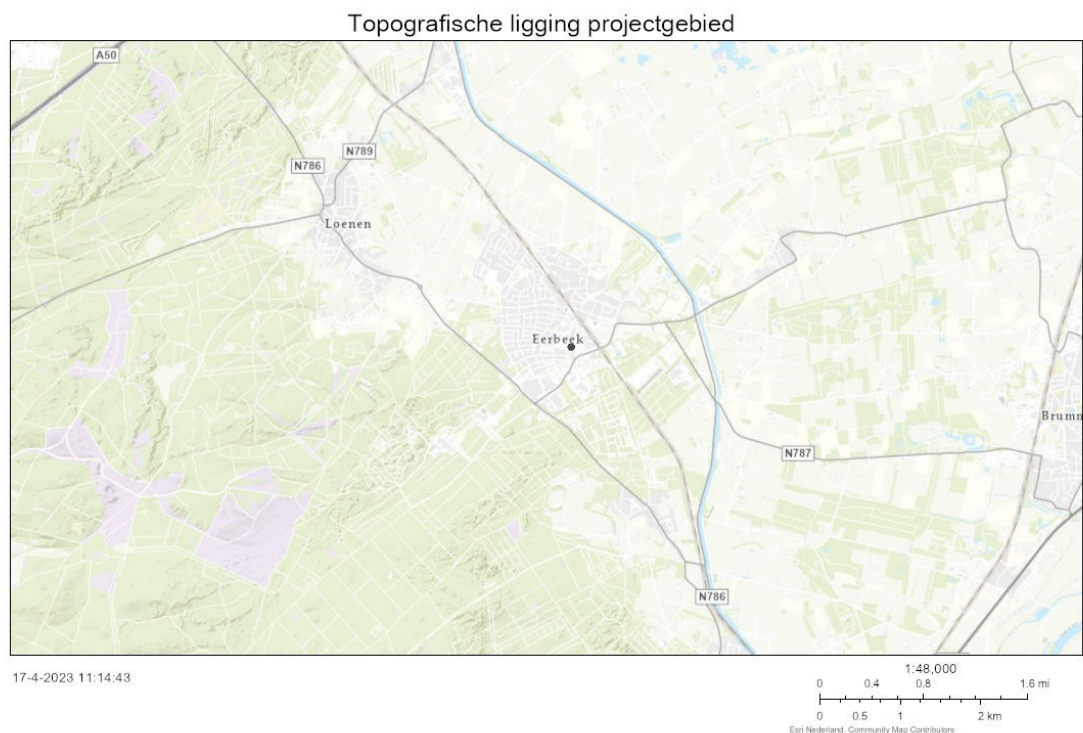 Topografische ligging projectgebied
A50
N786
N789
Loenen
Eerbeek
Brumm
N787
N786
17-4-2023 11:14:43
1:48,000
0 0.4 0.8 1.6 mi
0 0.5 1 2 km
Esri Nederland, Community Map Contributors